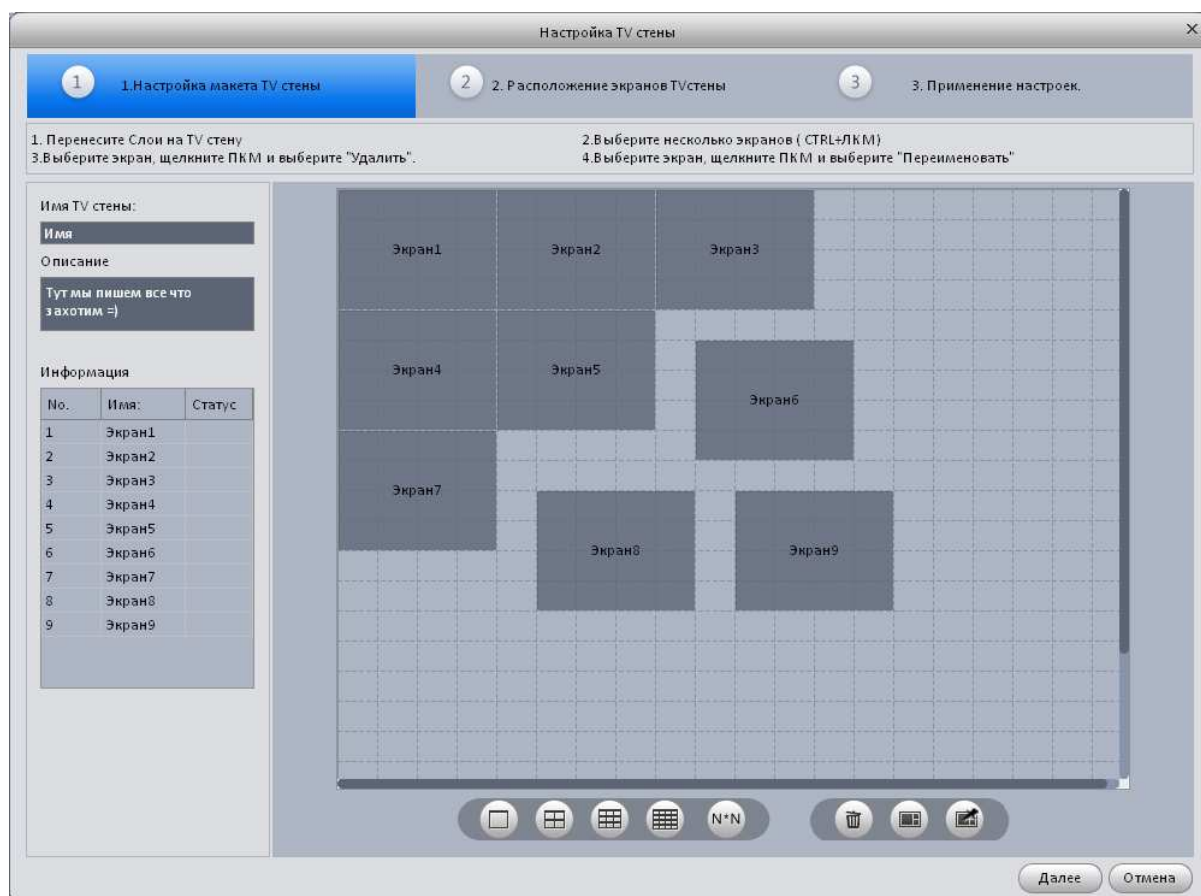 Настройка TV стены
1
1.Настройка макета TV стены
2
2. Расположение экранов TVстены
3
3. Применение настроек.
1. Перенесите Слои на TV стену
2.Выберите несколько экранов ( CTRL+ЛКМ)
3.Выберите экран, щелкните ПКМ и выберите "Удалить".
4.Выберите экран, щелкните ПКМ и выберите "Переименовать"
Имя TV стены:
Имя
Описание
Тут мы пишем все что
захотим =)
Информация
No. Имя: Статус
1 Экран1
2 Экран2
3 Экран3
4 Экран4
5 Экран5
6 Экран6
7 Экран7
8 Экран8
9 Экран9
Экран1
Экран2
Экран3
Экран4
Экран5
Экран6
Экран7
Экран8
Экран9
N*N
Далее
Отмена